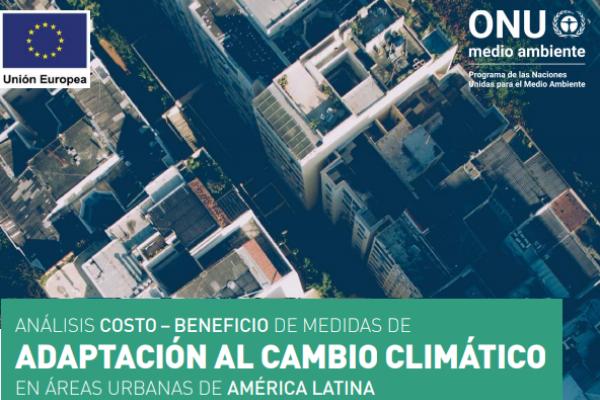 Unión Europea
ONU
medio ambiente
Programa de las Naciones
Unidas para el Medio Ambiente
ANÁLISIS COSTO – BENEFICIO DE MEDIDAS DE
ADAPTACIÓN AL CAMBIO CLIMÁTICO
EN ÁREAS URBANAS DE AMÉRICA LATINA